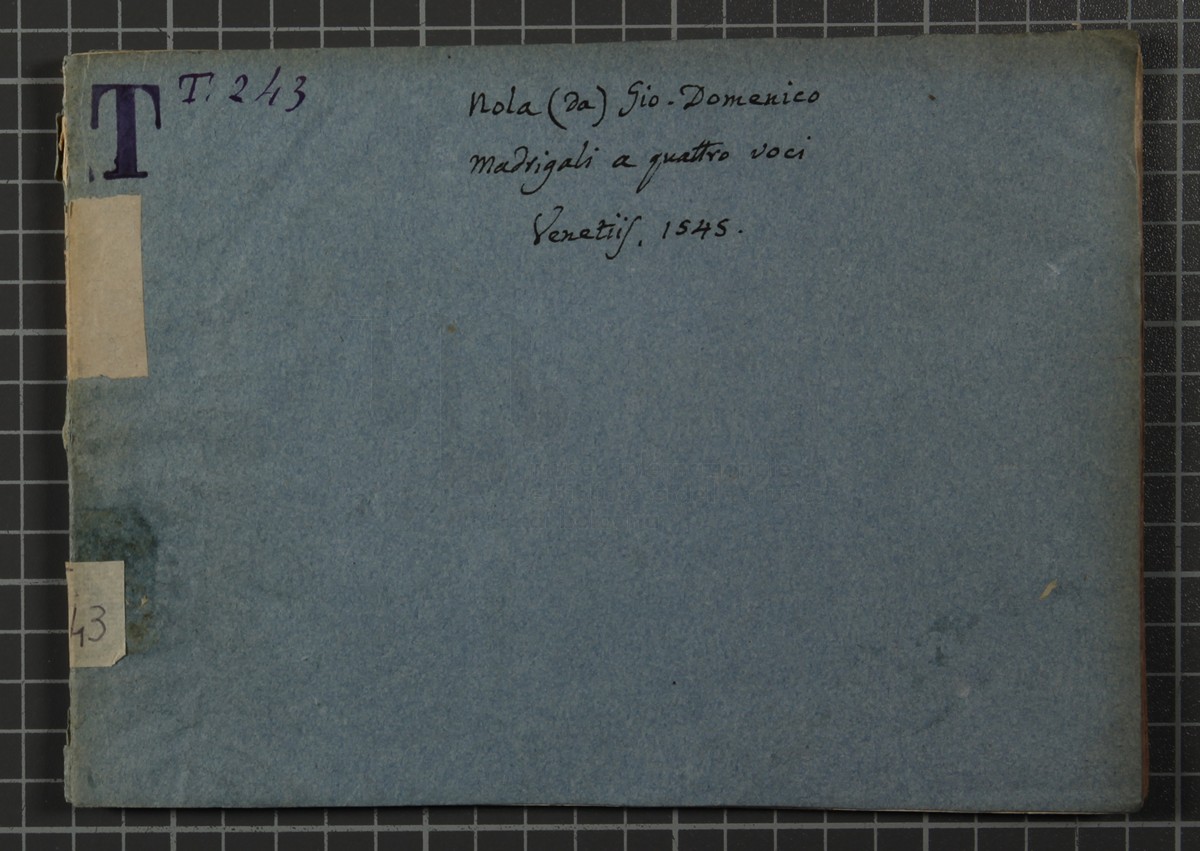 T T. 243
Nola (da) Gio-Domenico
Madrigali a quattro voci
Venetiis, 1545.
43